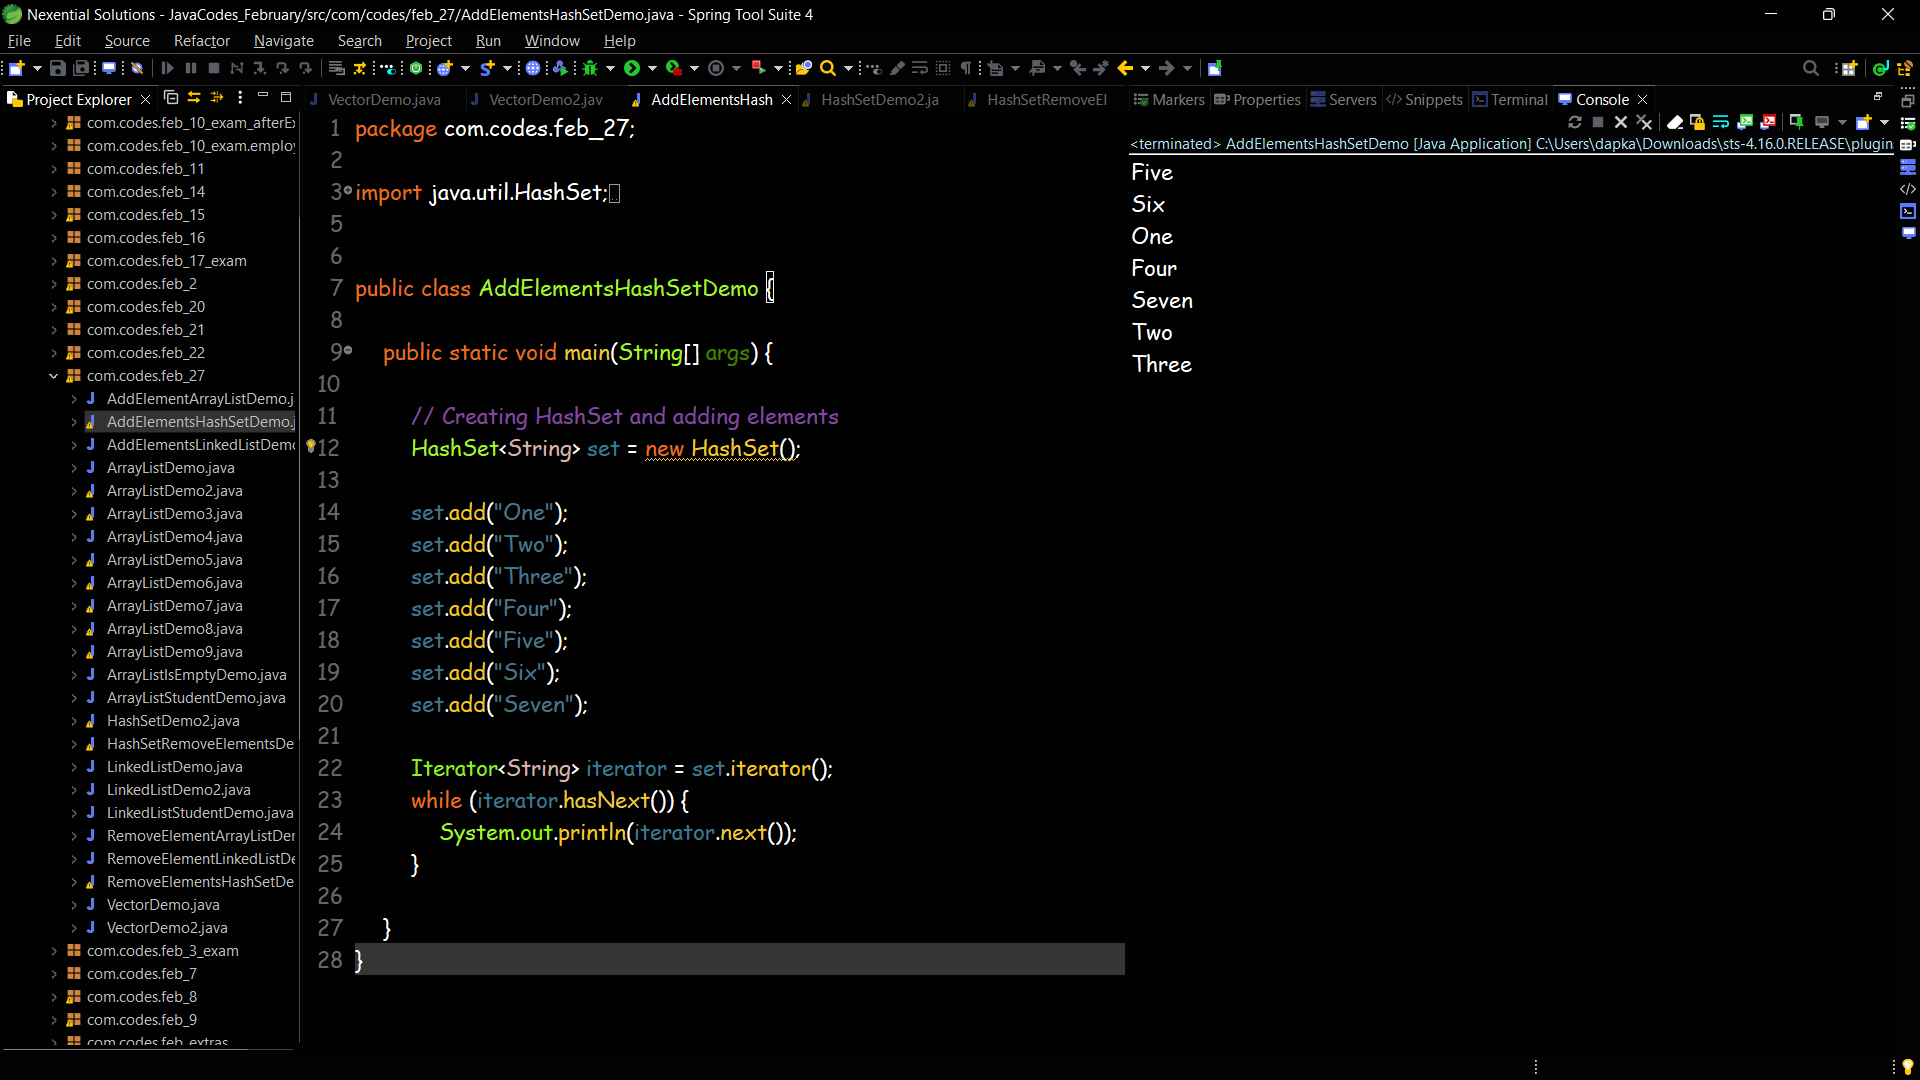 Nexential Solutions - JavaCodes_February/src/com/codes/feb_27/AddElementsHashSetDemo.java - Spring Tool Suite 4
File Edit Source Refactor Navigate Search Project Run Window Help
Project Explorer
com.codes.feb_10_exam_afterE
com.codes.feb_10_exam.emplo
com.codes.feb_11
com.codes.feb_14
com.codes.feb_15
com.codes.feb_16
com.codes.feb_17_exam
com.codes.feb_2
com.codes.feb_20
com.codes.feb_21
com.codes.feb_22
com.codes.feb_27
AddElementArrayListDemo.j
AddElementsHashSetDemo.j
AddElementsLinkedListDemo
ArrayListDemo.java
ArrayListDemo2.java
ArrayListDemo3.java
ArrayListDemo4.java
ArrayListDemo5.java
ArrayListDemo6.java
ArrayListDemo7.java
ArrayListDemo8.java
ArrayListDemo9.java
ArrayListIsEmptyDemo.java
ArrayListStudentDemo.java
HashSetDemo2.java
HashSetRemoveElementsDe
LinkedListDemo.java
LinkedListDemo2.java
LinkedListStudentDemo.java
RemoveElementArrayListDer
RemoveElementLinkedListDe
RemoveElementsHashSetDe
VectorDemo.java
VectorDemo2.java
com.codes.feb_3_exam
com.codes.feb_7
com.codes.feb_8
com.codes.feb_9
com.codes.feb_extras
VectorDemo.java VectorDemo2.jav AddElementsHash HashSetDemo2.ja HashSetRemoveEl
1 package com.codes.feb_27;
2
3 import java.util.HashSet;
5
6
7 public class AddElementsHashSetDemo {
8
9 public static void main(String[] args) {
10
11 // Creating HashSet and adding elements
12 HashSet<String> set = new HashSet();
13
14 set.add("One");
15 set.add("Two");
16 set.add("Three");
17 set.add("Four");
18 set.add("Five");
19 set.add("Six");
20 set.add("Seven");
21
22 Iterator<String> iterator = set.iterator();
23 while (iterator.hasNext()) {
24 System.out.println(iterator.next());
25 }
26
27 }
28 }
Markers Properties Servers Snippets Terminal Console
<terminated> AddElementsHashSetDemo [Java Application] C:\Users\dapka\Downloads\sts-4.16.0.RELEASE\plugin
Five
Six
One
Four
Seven
Two
Three